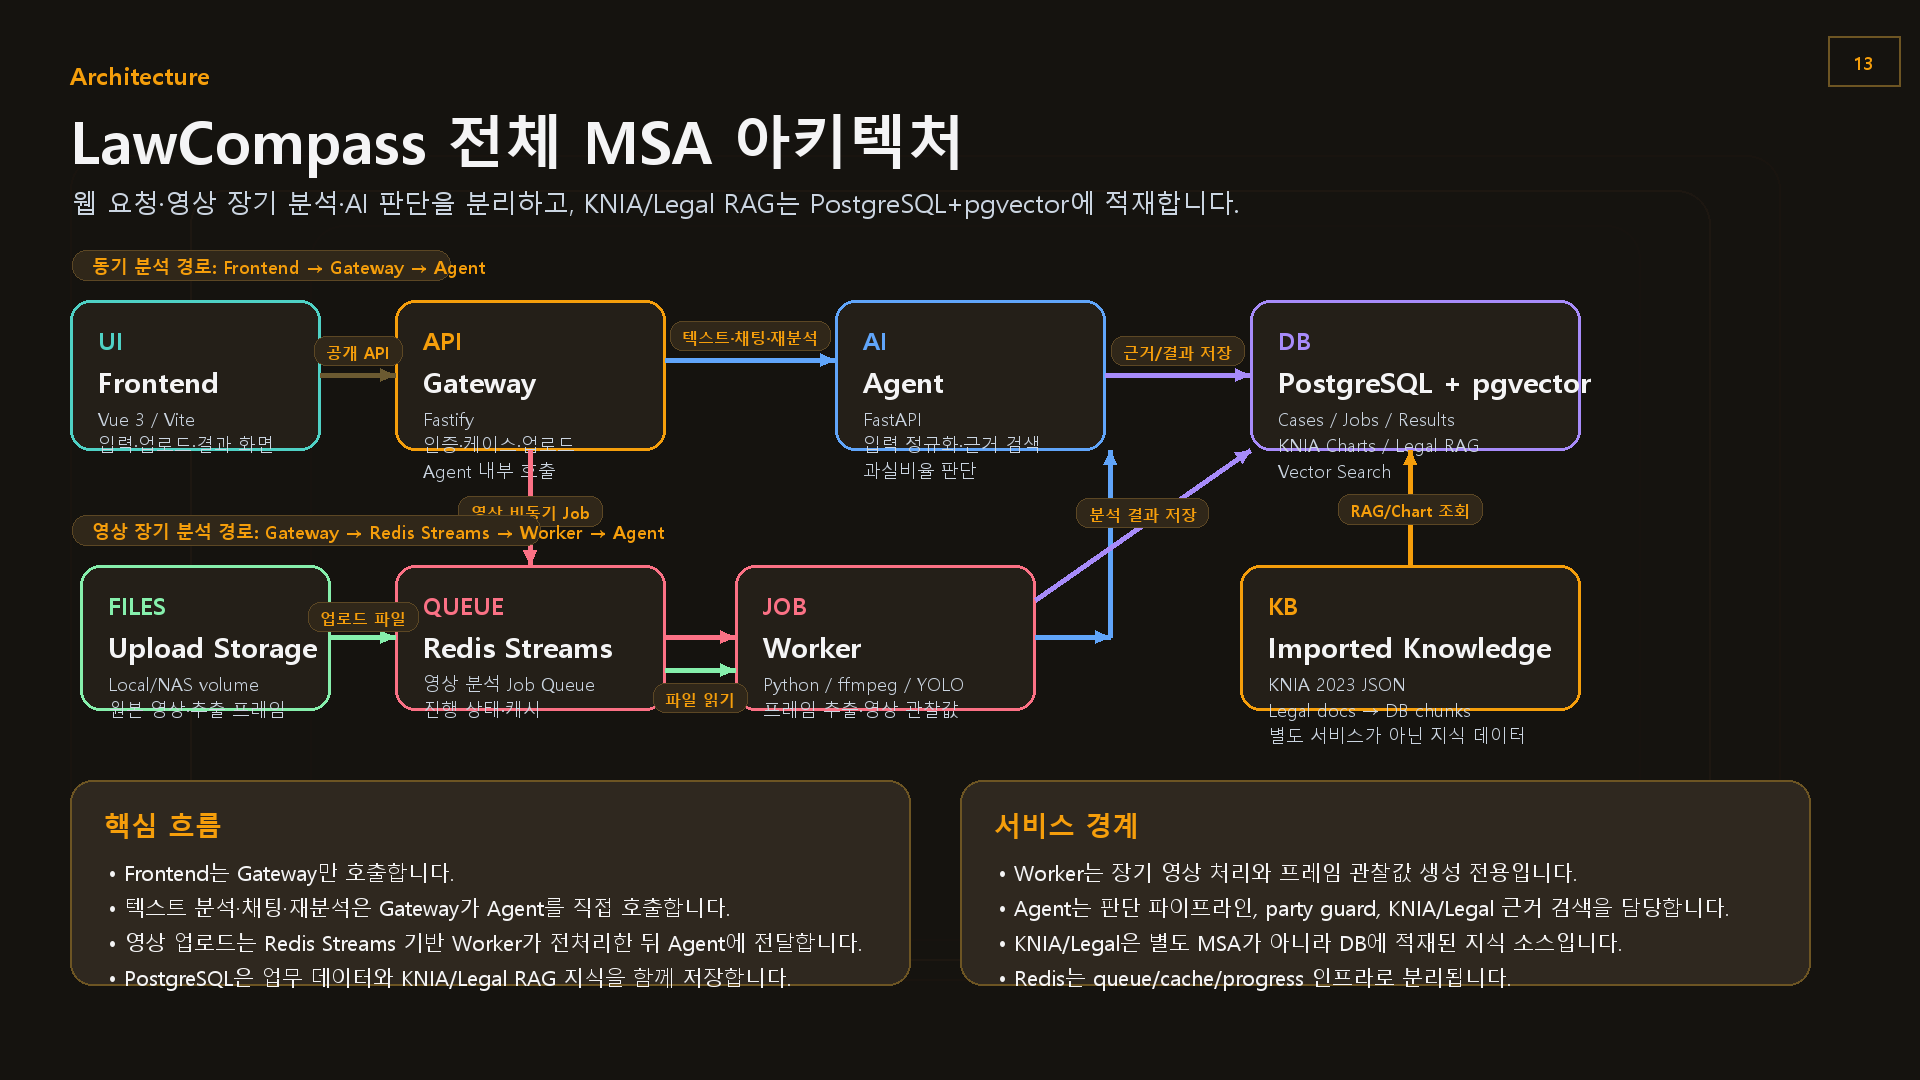 13
Architecture
LawCompass 전체 MSA 아키텍처
웹 요청·영상 장기 분석·AI 판단을 분리하고, KNIA/Legal RAG는 PostgreSQL+pgvector에 적재합니다.
동기 분석 경로: Frontend → Gateway → Agent
UI
Frontend
Vue 3 / Vite
입력·업로드·결과 화면
공개 API
API
Gateway
Fastify
인증·케이스·업로드
Agent 내부 호출
텍스트·채팅·재분석
AI
Agent
FastAPI
입력 정규화·근거 검색
과실비율 판단
근거/결과 저장
DB
PostgreSQL + pgvector
Cases / Jobs / Results
KNIA Charts / Legal RAG
Vector Search
영상 비동기 Job
분석 결과 저장
RAG/Chart 조회
영상 장기 분석 경로: Gateway → Redis Streams → Worker → Agent
FILES
Upload Storage
Local/NAS volume
원본 영상·추출 프레임
업로드 파일
QUEUE
Redis Streams
영상 분석 Job Queue
진행 상태·캐시
파일 읽기
JOB
Worker
Python / ffmpeg / YOLO
프레임 추출·영상 관찰값
KB
Imported Knowledge
KNIA 2023 JSON
Legal docs → DB chunks
별도 서비스가 아닌 지식 데이터
핵심 흐름
• Frontend는 Gateway만 호출합니다.
• 텍스트 분석·채팅·재분석은 Gateway가 Agent를 직접 호출합니다.
• 영상 업로드는 Redis Streams 기반 Worker가 전처리한 뒤 Agent에 전달합니다.
• PostgreSQL은 업무 데이터와 KNIA/Legal RAG 지식을 함께 저장합니다.
서비스 경계
• Worker는 장기 영상 처리와 프레임 관찰값 생성 전용입니다.
• Agent는 판단 파이프라인, party guard, KNIA/Legal 근거 검색을 담당합니다.
• KNIA/Legal은 별도 MSA가 아니라 DB에 적재된 지식 소스입니다.
• Redis는 queue/cache/progress 인프라로 분리됩니다.